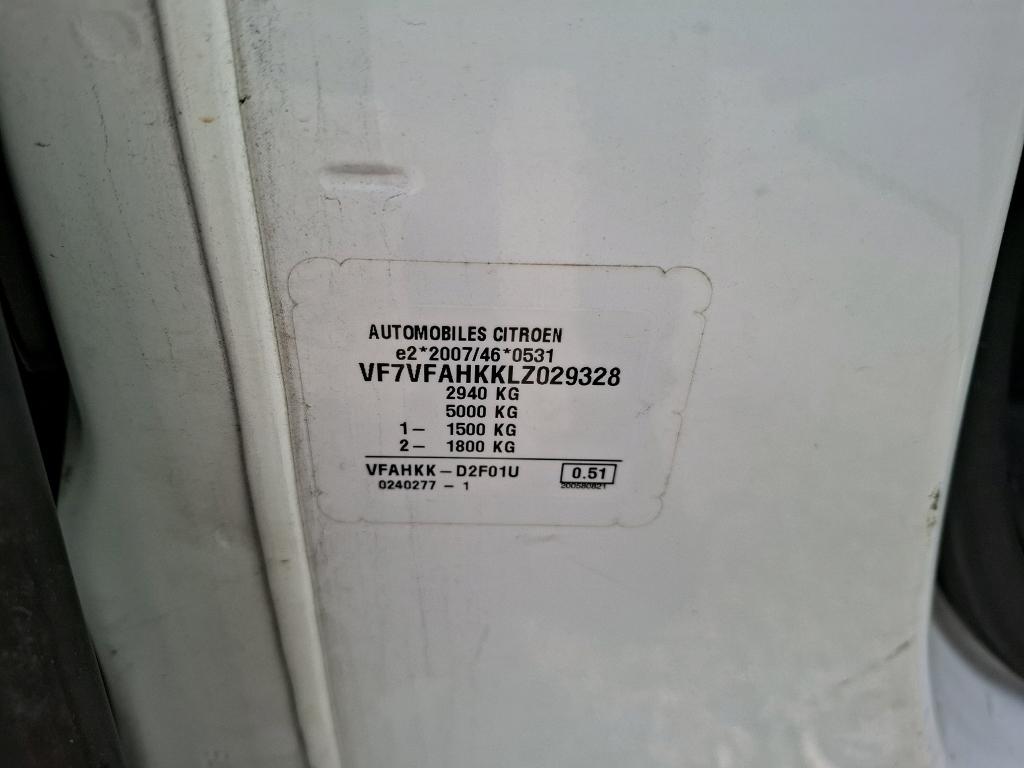 AUTOMOBILES CITROEN
e2*2007/46*0531
VF7VFAHKKLZ029328
2940 KG
5000 KG
1- 1500 KG
2- 1800 KG
VFAHKK-D2F01U 0.51
0240277 - 1 200580821